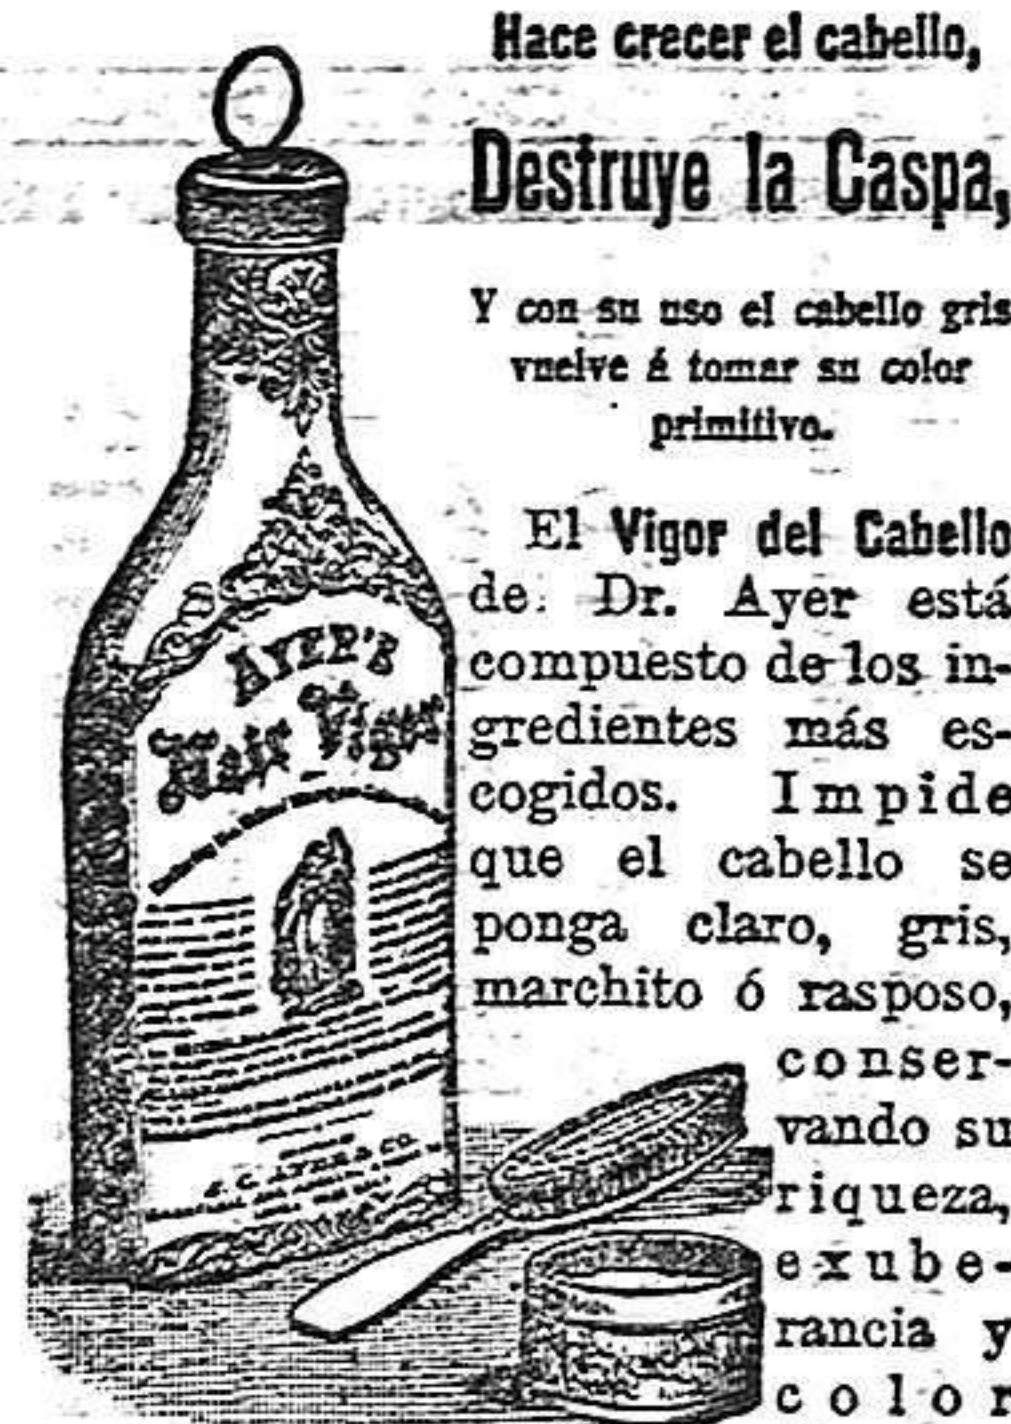 Hace crecer el cabello,
Destruye la Caspa,
Y con su uso el cabello gris
vuelve á tomar su color
primitivo.
El Vigor del Cabello
de Dr. Ayer está
compuesto de los in-
gredientes más es-
cogidos. Impide
que el cabello se
ponga claro, gris,
marchito ó rasposo,
conser-
vando su
riqueza,
exube-
rancia y
color
AYER'S
Hair Vigor
J. C. AYER & CO.